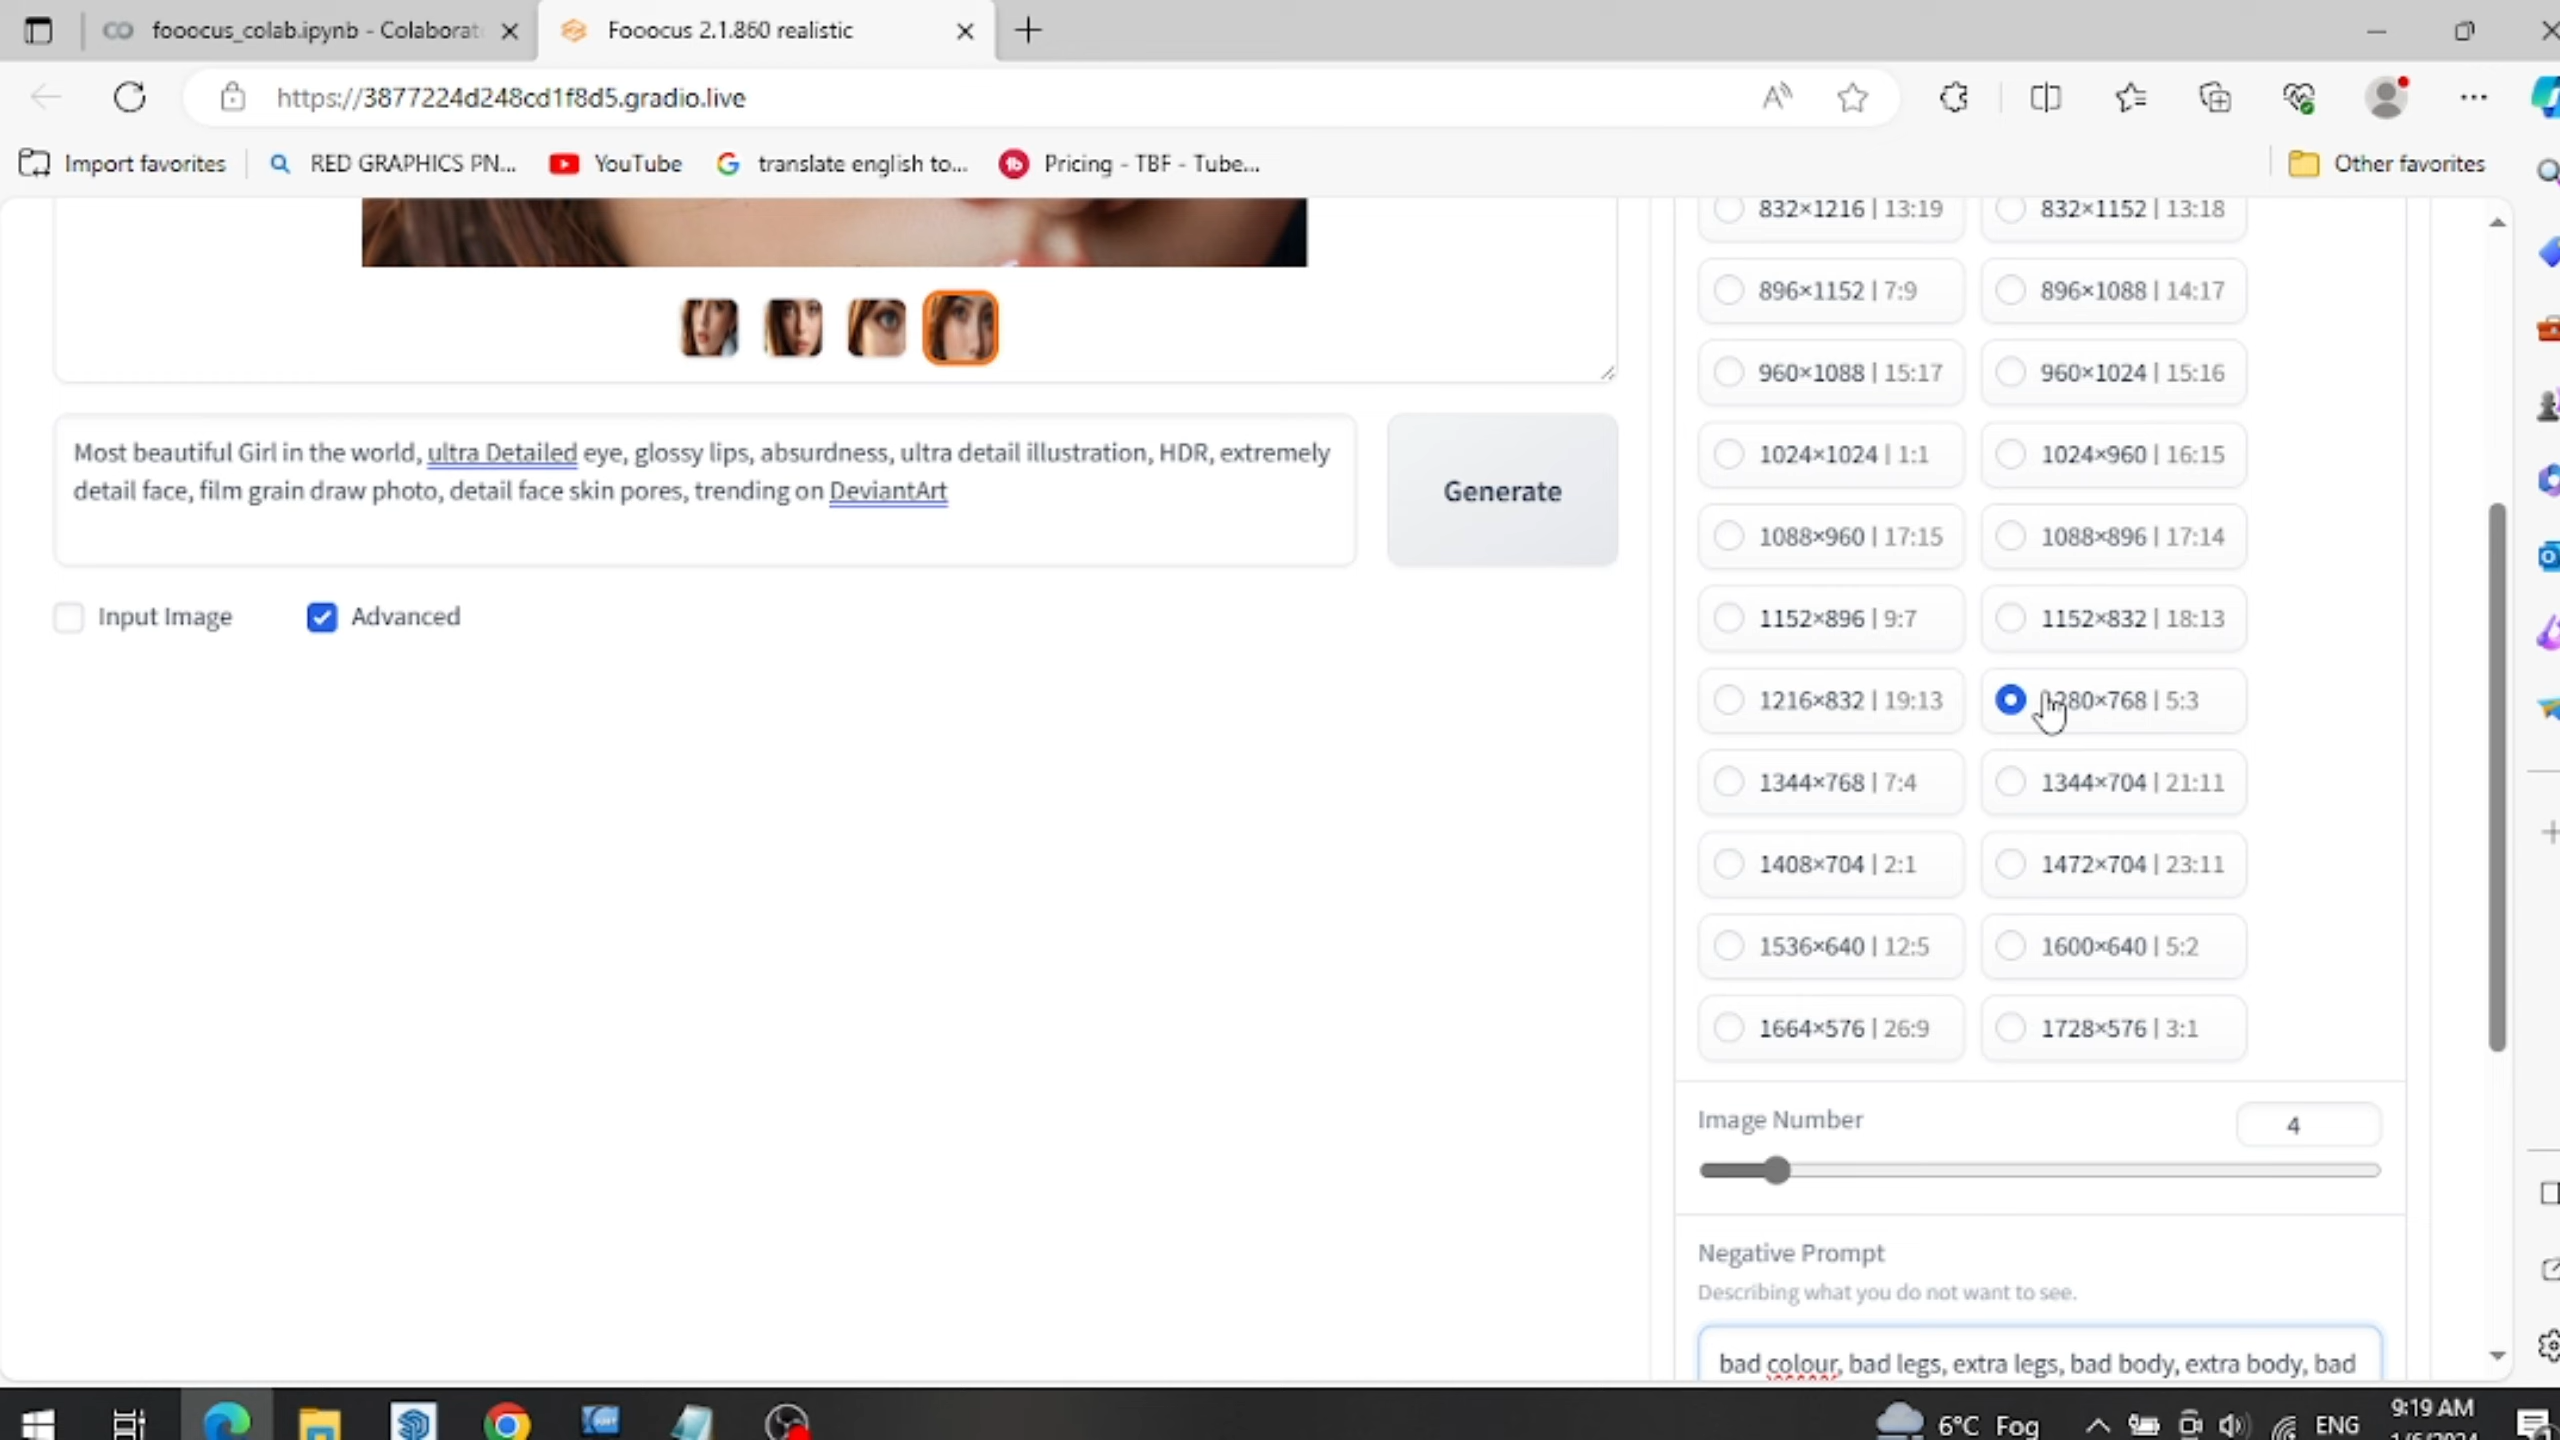 fooocus_colab.ipynb - Colaborat
Fooocus 2.1.860 realistic
https://3877224d248cd1f8d5.gradio.live
Import favorites
RED GRAPHICS PN...
YouTube
translate english to...
Pricing - TBF - Tube...
Other favorites
832×1216 | 13:19
832×1152 | 13:18
896×1152 | 7:9
896×1088 | 14:17
960×1088 | 15:17
960×1024 | 15:16
Most beautiful Girl in the world, ultra Detailed eye, glossy lips, absurdness, ultra detail illustration, HDR, extremely
detail face, film grain draw photo, detail face skin pores, trending on DeviantArt
Generate
Input Image
Advanced
1024×1024 | 1:1
1024×960 | 16:15
1088×960 | 17:15
1088×896 | 17:14
1152×896 | 9:7
1152×832 | 18:13
1216×832 | 19:13
1280×768 | 5:3
1344×768 | 7:4
1344×704 | 21:11
1408×704 | 2:1
1472×704 | 23:11
1536×640 | 12:5
1600×640 | 5:2
1664×576 | 26:9
1728×576 | 3:1
Image Number
4
Negative Prompt
Describing what you do not want to see.
bad colour, bad legs, extra legs, bad body, extra body, bad
6°C Fog
ENG
9:19 AM
1/6/2024